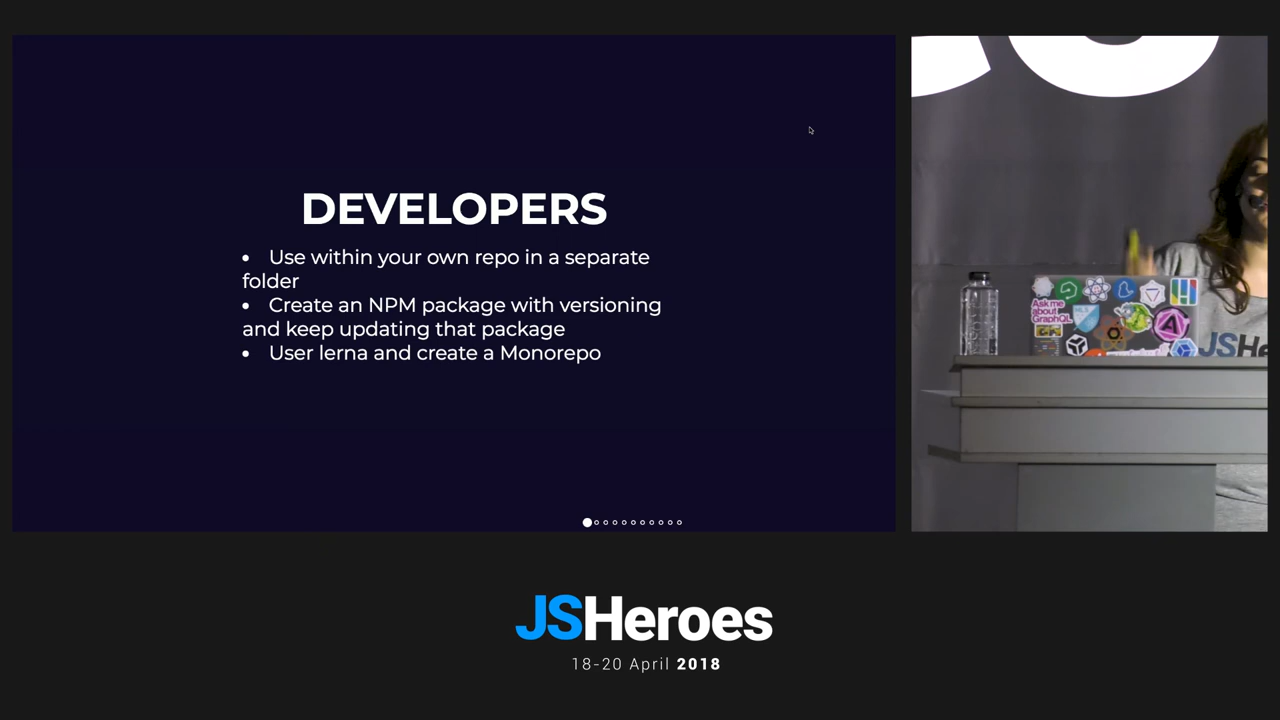 DEVELOPERS
• Use within your own repo in a separate
folder
• Create an NPM package with versioning
and keep updating that package
• User lerna and create a Monorepo
Ask me
about
GraphQL
JSHe
JSHeroes
18-20 April 2018